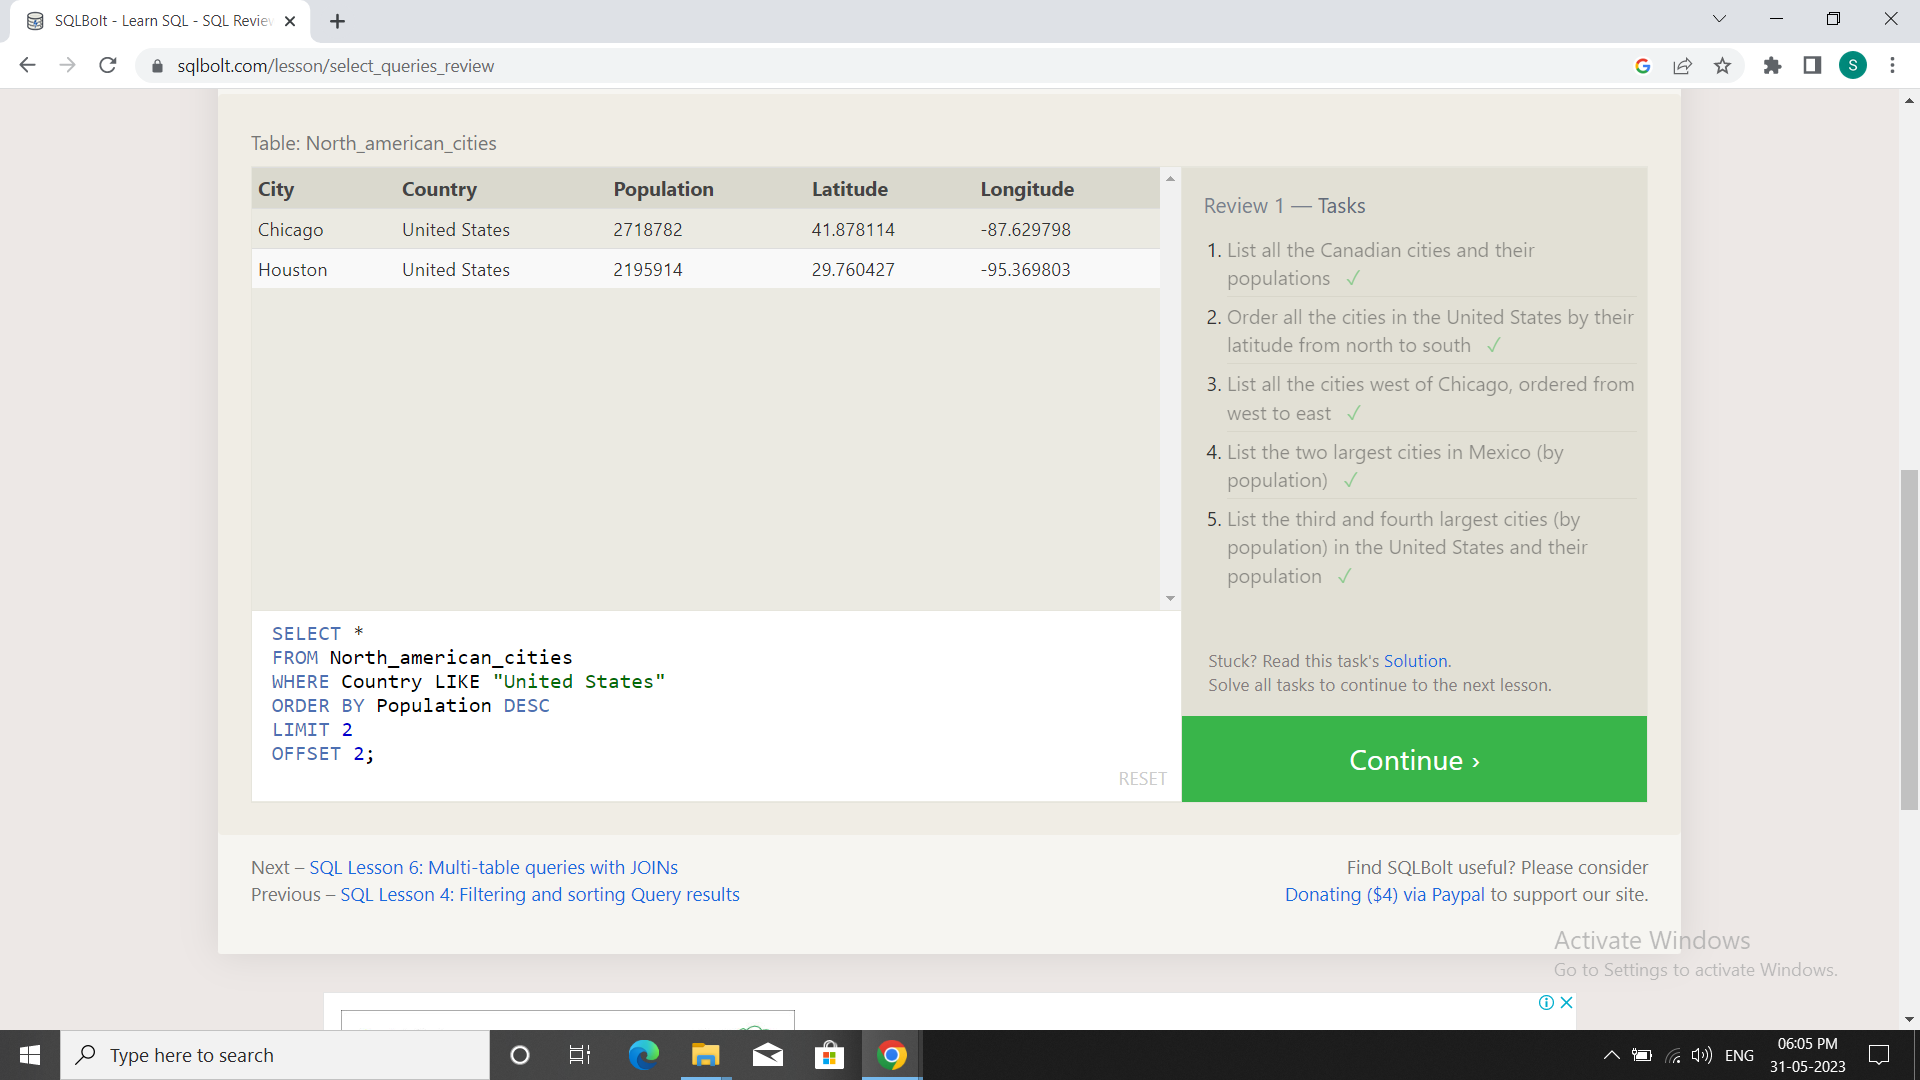 SQLBolt - Learn SQL - SQL Review
sqlbolt.com/lesson/select_queries_review
S
Table: North_american_cities
City Country Population Latitude Longitude
Chicago United States 2718782 41.878114 -87.629798
Houston United States 2195914 29.760427 -95.369803
SELECT *
FROM North_american_cities
WHERE Country LIKE "United States"
ORDER BY Population DESC
LIMIT 2
OFFSET 2;
RESET
Review 1 — Tasks
1. List all the Canadian cities and their
populations ✓
2. Order all the cities in the United States by their
latitude from north to south ✓
3. List all the cities west of Chicago, ordered from
west to east ✓
4. List the two largest cities in Mexico (by
population) ✓
5. List the third and fourth largest cities (by
population) in the United States and their
population ✓
Stuck? Read this task's Solution.
Solve all tasks to continue to the next lesson.
Continue ›
Next – SQL Lesson 6: Multi-table queries with JOINs
Previous – SQL Lesson 4: Filtering and sorting Query results
Find SQLBolt useful? Please consider
Donating ($4) via Paypal to support our site.
Activate Windows
Go to Settings to activate Windows.
Type here to search
ENG
06:05 PM
31-05-2023